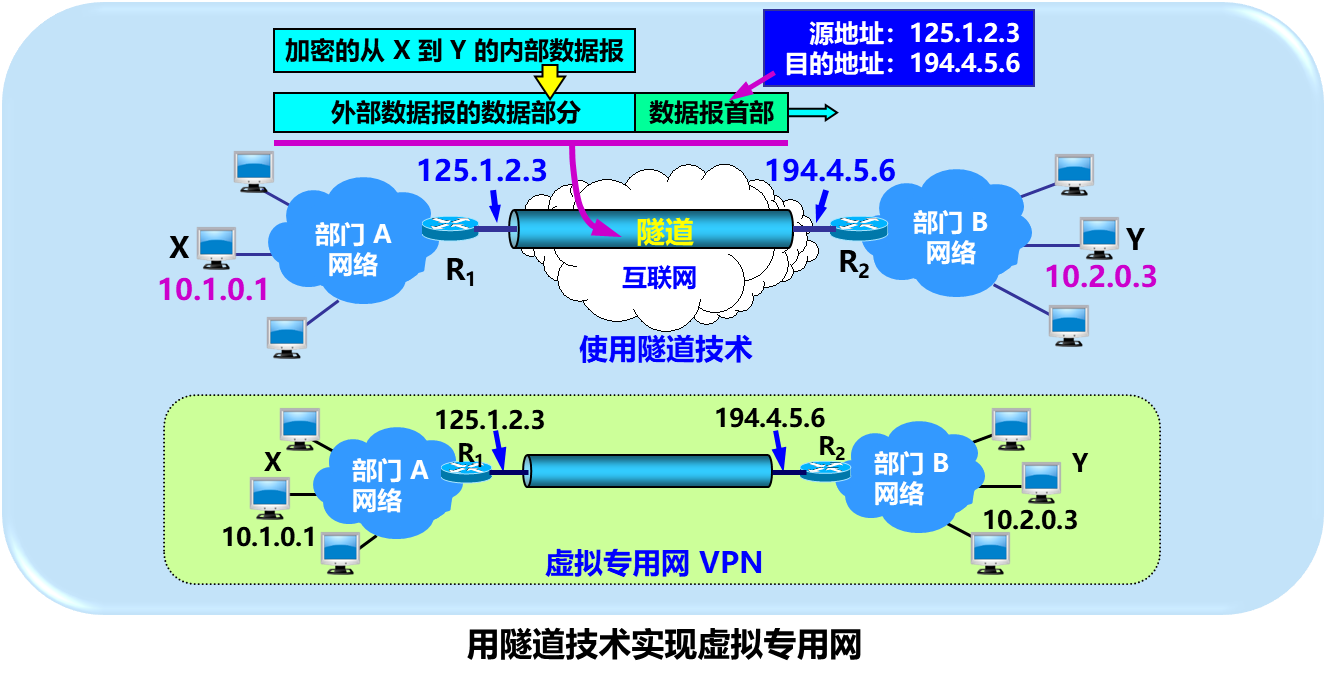 加密的从 X 到 Y 的内部数据报
源地址：125.1.2.3
目的地址：194.4.5.6
外部数据报的数据部分
数据报首部
125.1.2.3
194.4.5.6
部门 A
网络
隧道
部门 B
网络
X
Y
R1
R2
互联网
10.1.0.1
10.2.0.3
使用隧道技术
125.1.2.3
194.4.5.6
R1
R2
X
Y
部门 A
网络
部门 B
网络
10.1.0.1
10.2.0.3
虚拟专用网 VPN
用隧道技术实现虚拟专用网